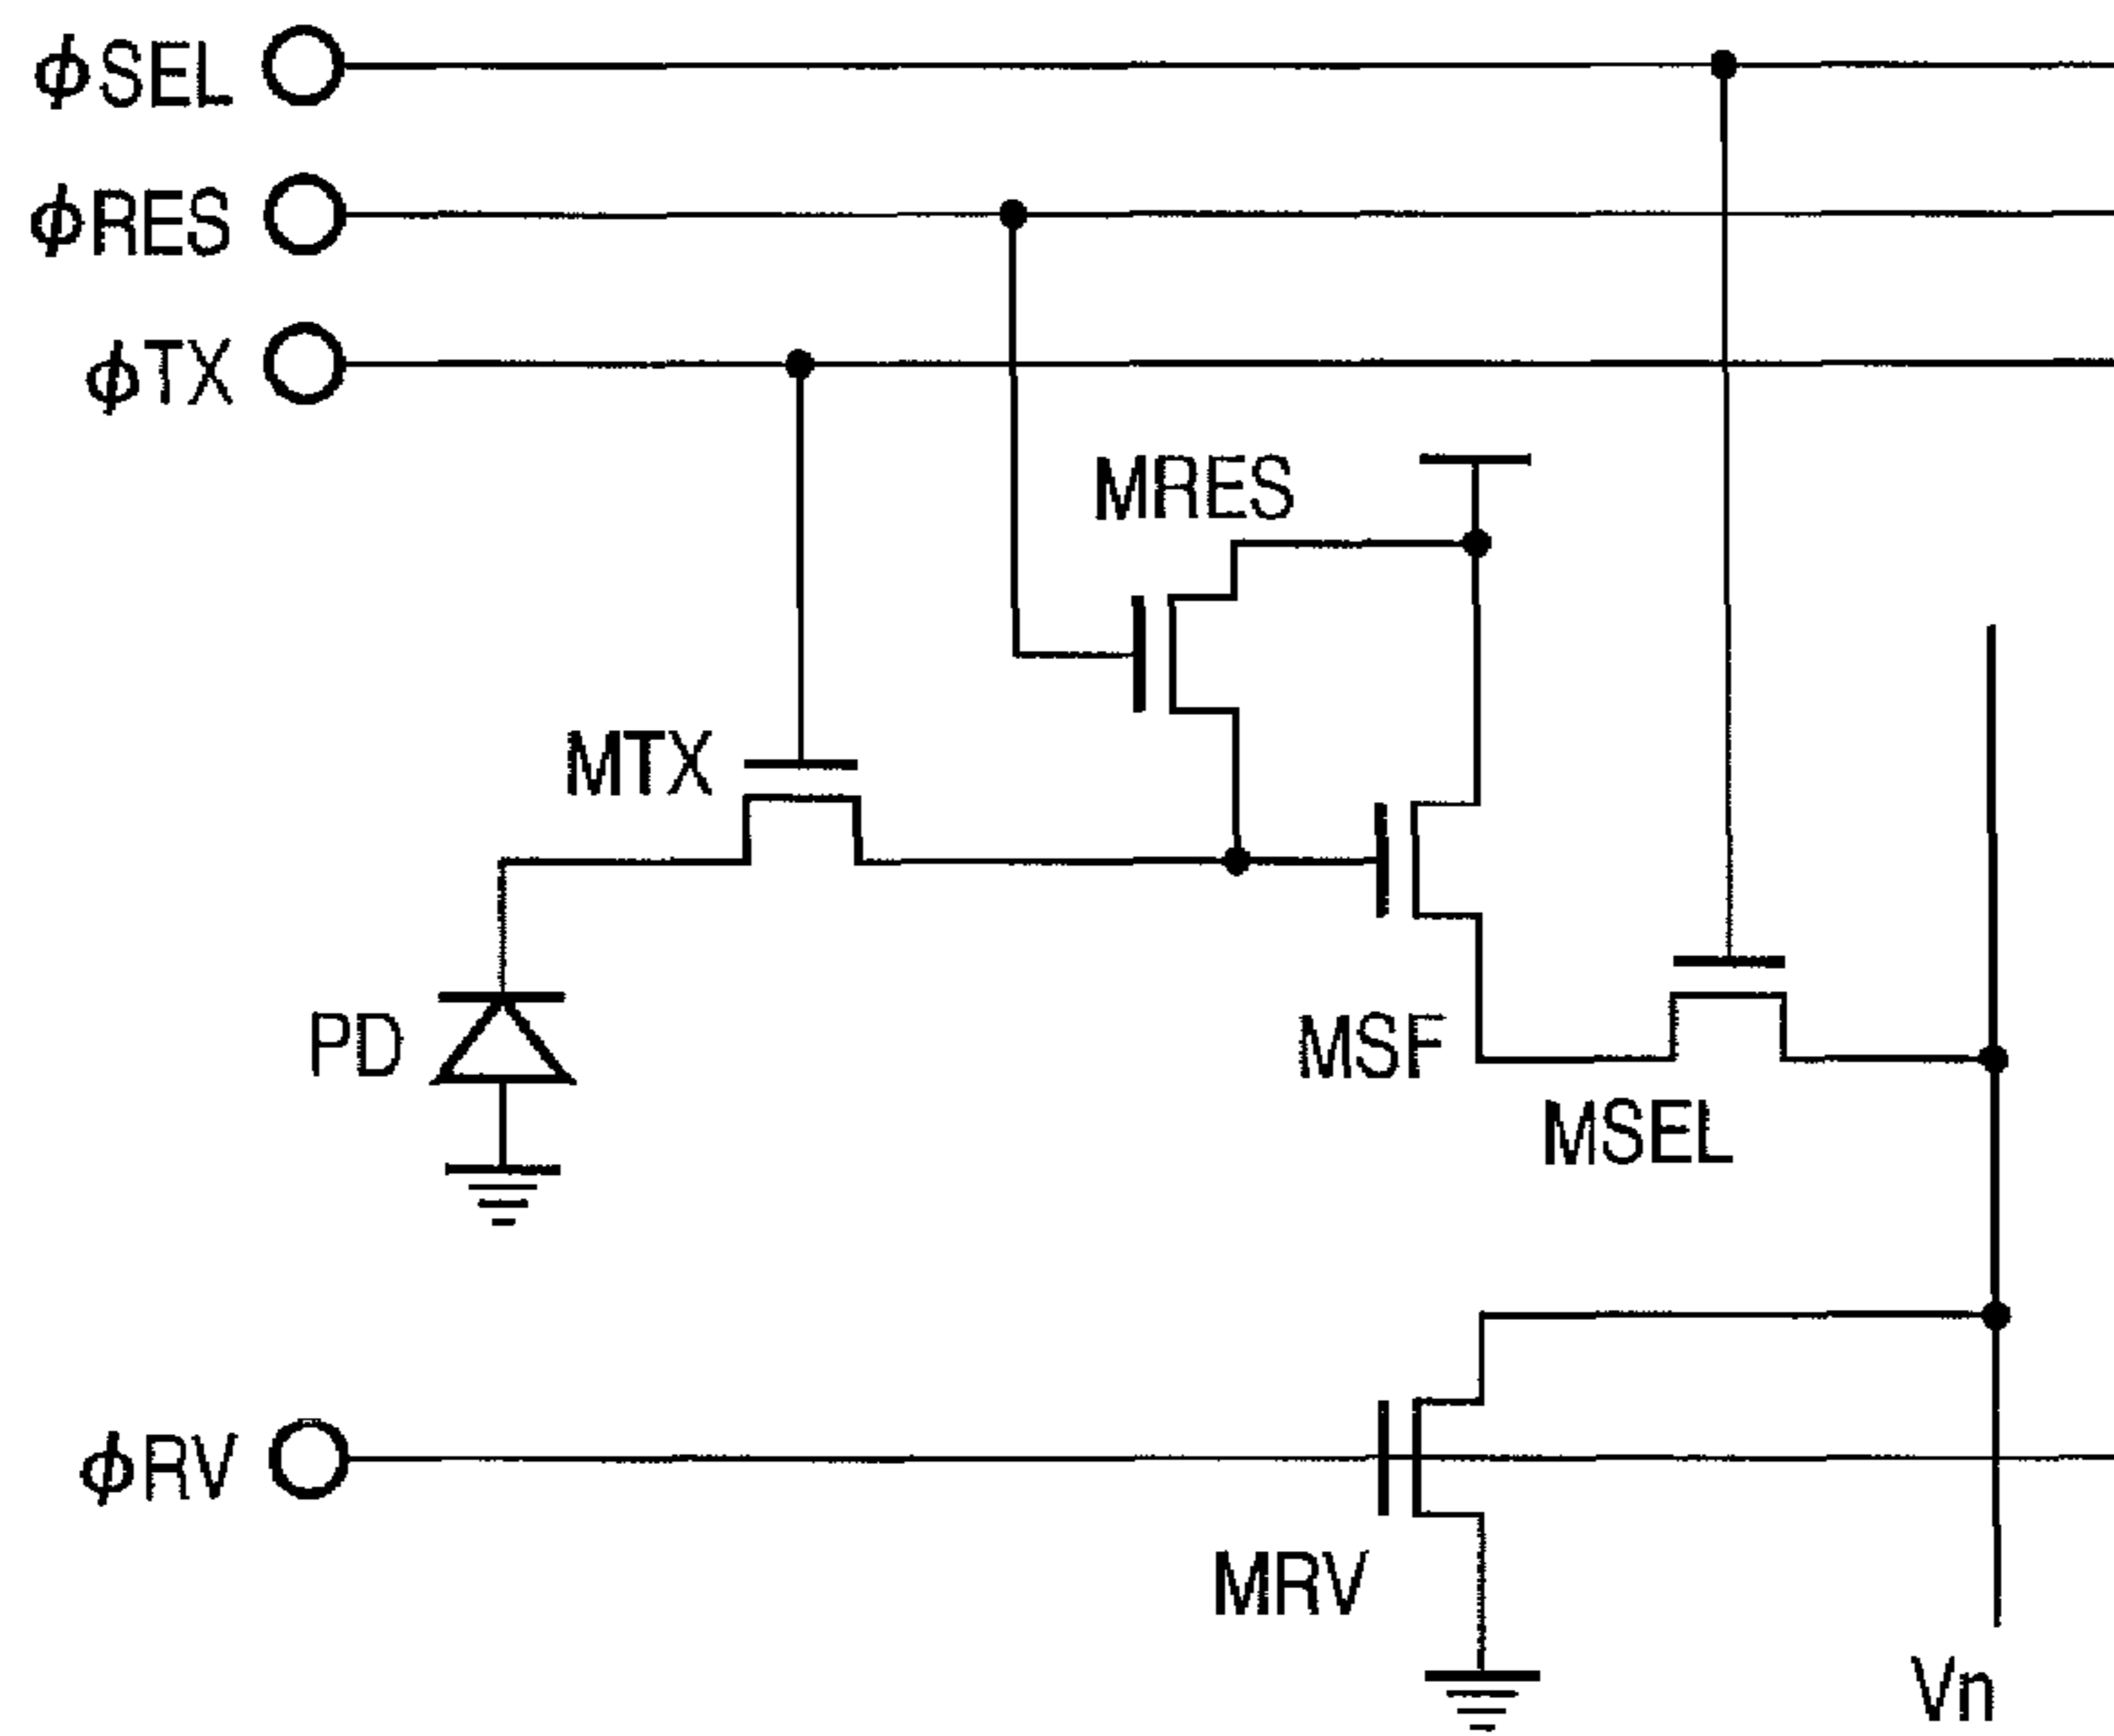 ϕSEL
ϕRES
ϕTX
MRES
MTX
PD
MSF
MSEL
ϕRV
MRV
Vn